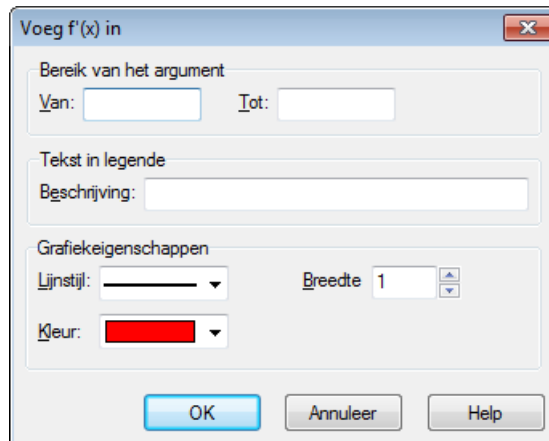 Voeg f'(x) in
Bereik van het argument
Van: Tot:
Tekst in legende
Beschrijving:
Grafiekeigenschappen
Lijnstijl: Breedte 1
Kleur:
OK Annuleer Help